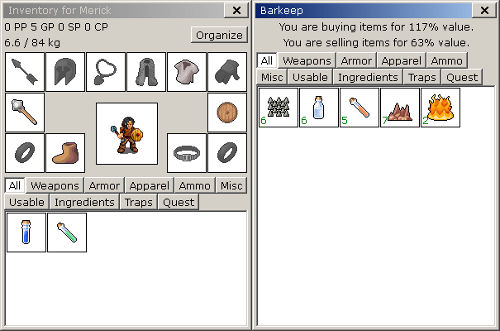 Inventory for Merick
0 PP 5 GP 0 SP 0 CP
6.6 / 84 kg
Organize
All Weapons Armor Apparel Ammo Misc
Usable Ingredients Traps Quest
Barkeep
You are buying items for 117% value.
You are selling items for 63% value.
All Weapons Armor Apparel Ammo
Misc Usable Ingredients Traps Quest
6 6 5 7 2